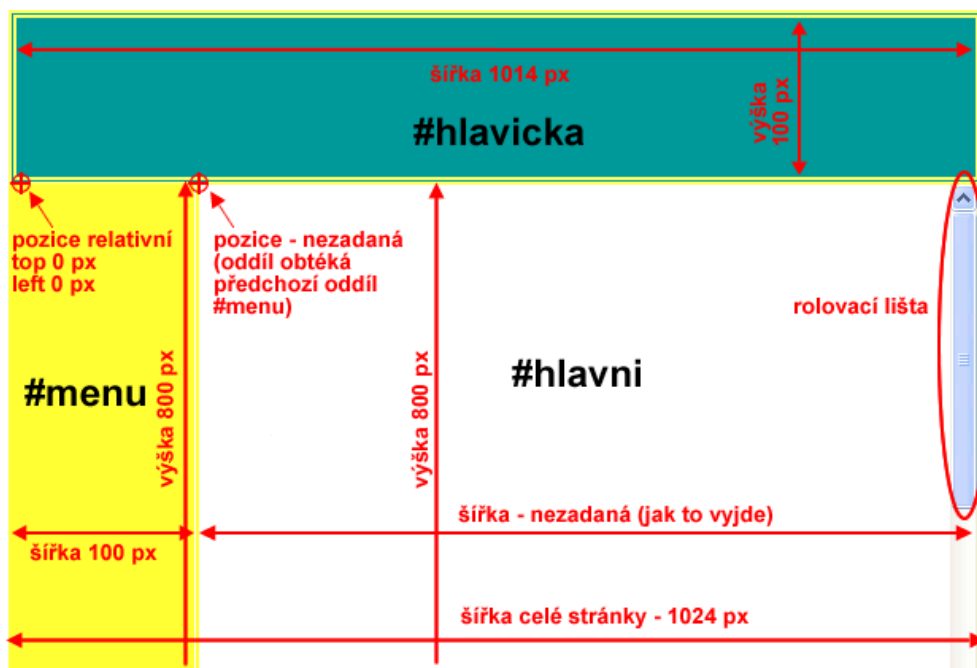 šířka 1014 px
výška
100 px
#hlavicka
pozice relativní
top 0 px
left 0 px
pozice - nezadaná
(oddíl obtéká
předchozí oddíl
#menu)
rolovací lišta
#menu
výška 800 px
výška 800 px
#hlavni
šířka - nezadaná (jak to vyjde)
šířka 100 px
šířka celé stránky - 1024 px